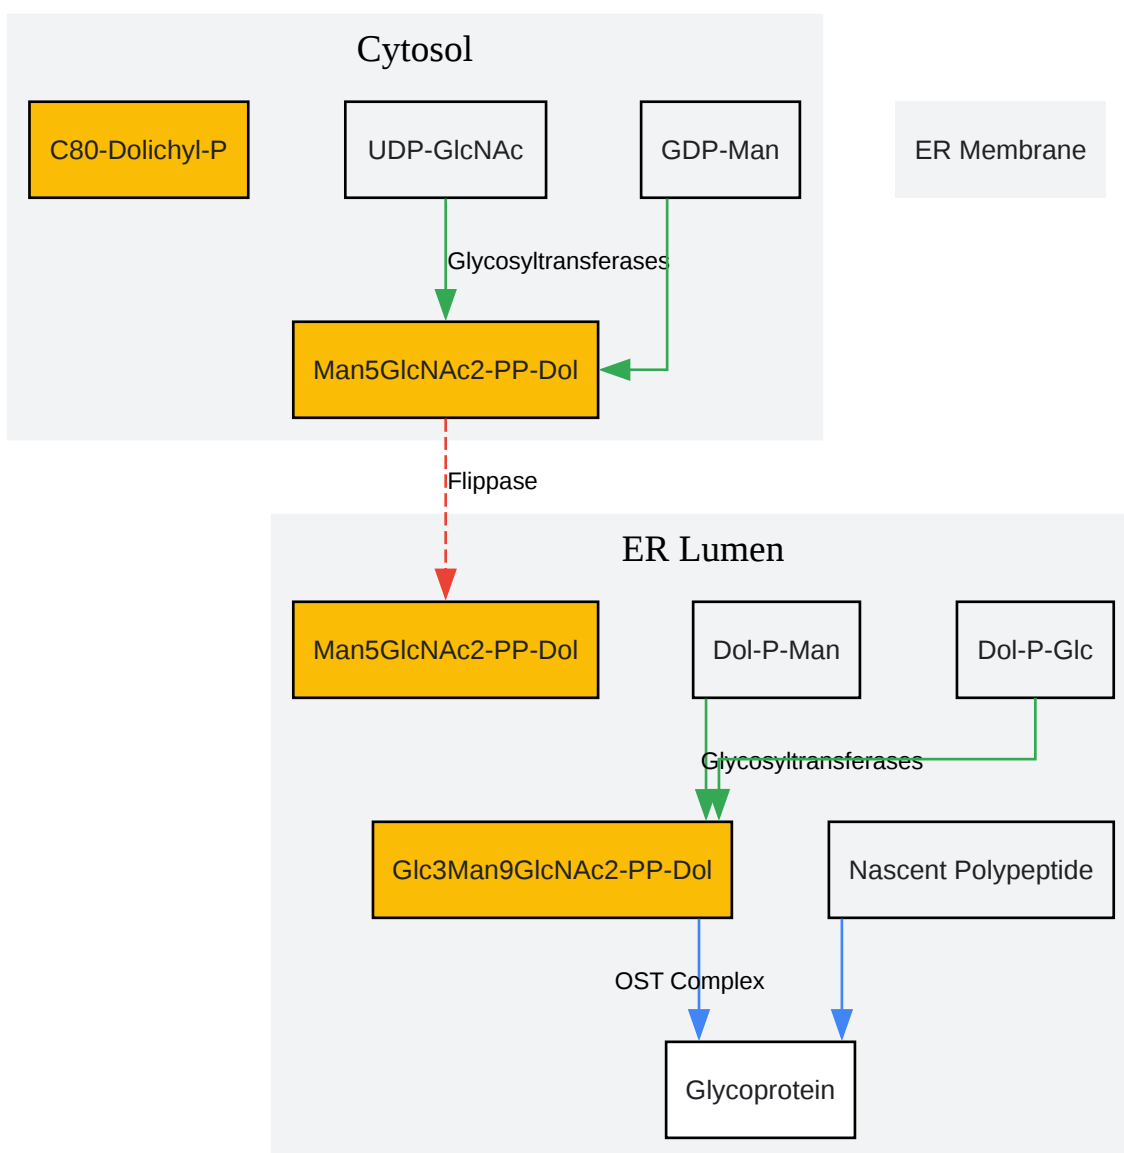 Cytosol
C80-Dolichyl-P
UDP-GlcNAc
GDP-Man
ER Membrane
Glycosyltransferases
Man5GlcNAc2-PP-Dol
Flippase
ER Lumen
Man5GlcNAc2-PP-Dol
Dol-P-Man
Dol-P-Glc
Glycosyltransferases
Glc3Man9GlcNAc2-PP-Dol
Nascent Polypeptide
OST Complex
Glycoprotein